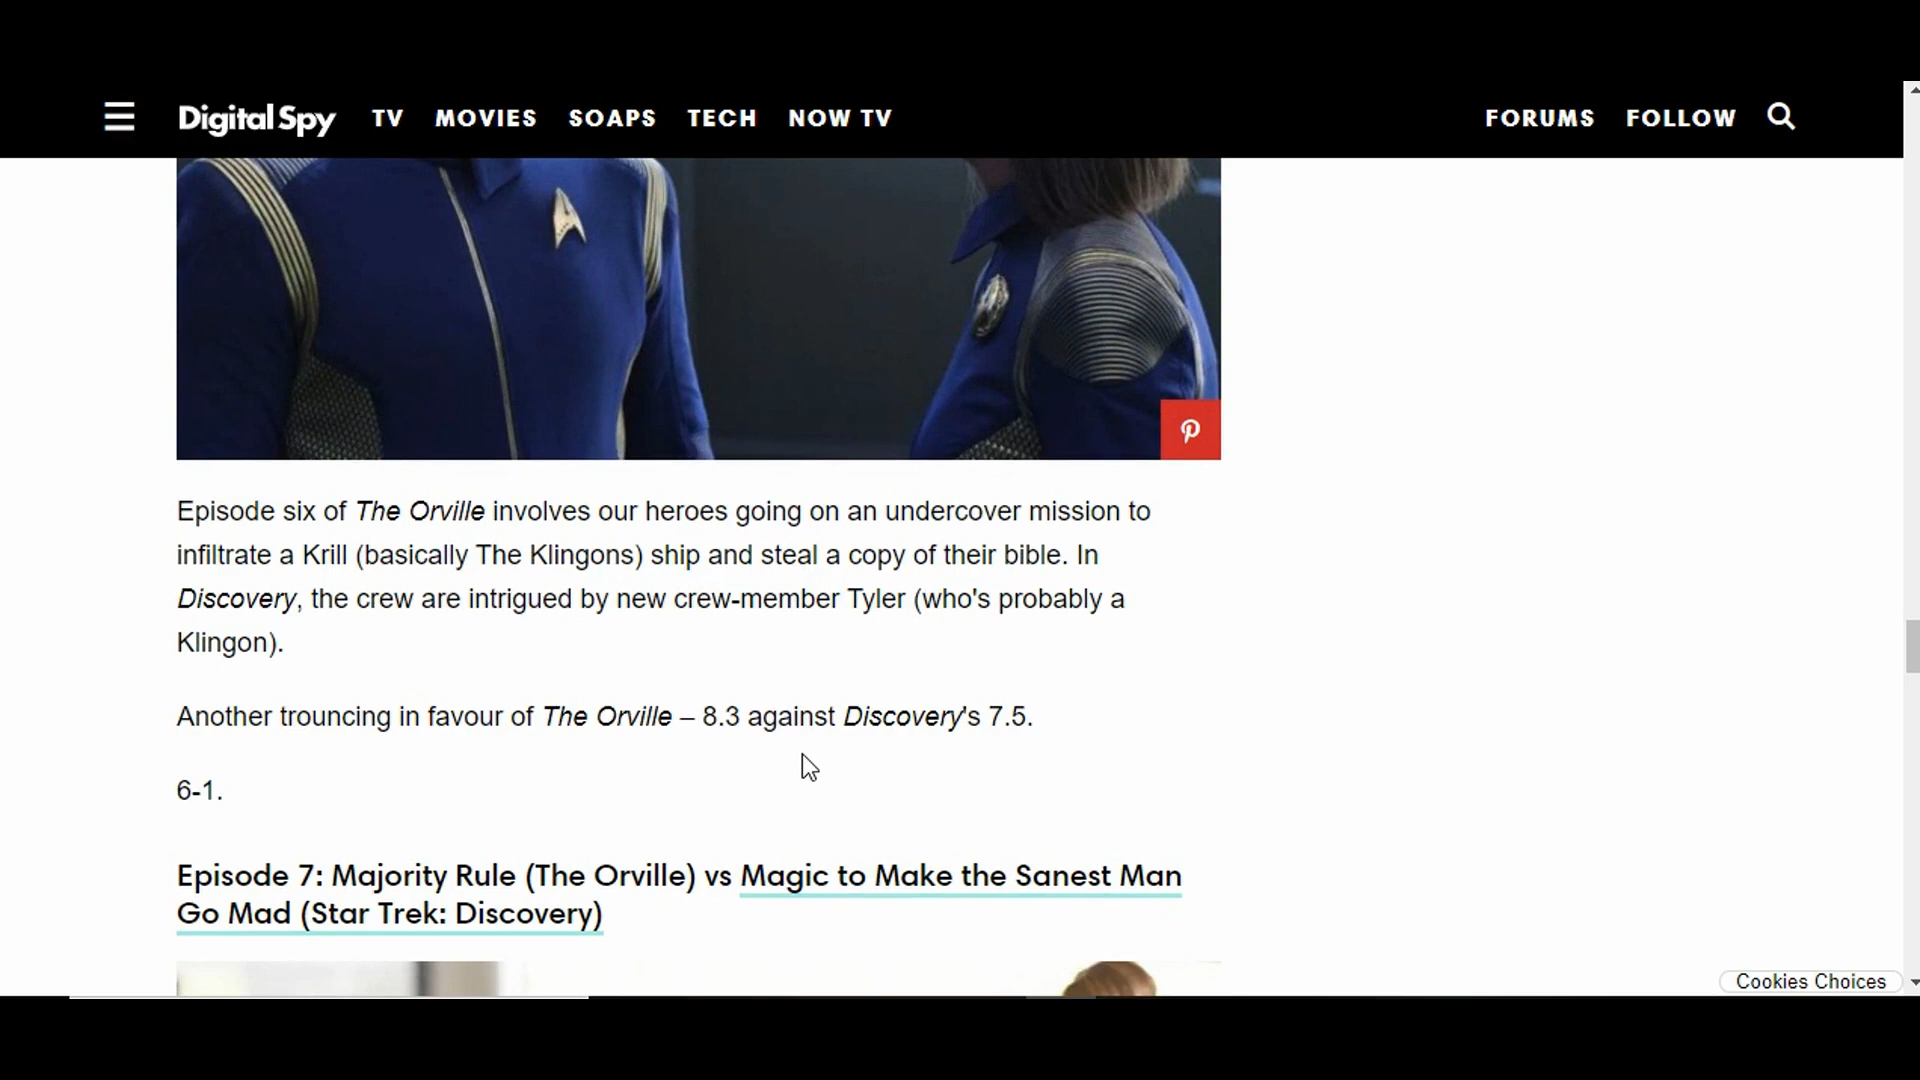 Digital Spy TV MOVIES SOAPS TECH NOW TV FORUMS FOLLOW
Episode six of The Orville involves our heroes going on an undercover mission to
infiltrate a Krill (basically The Klingons) ship and steal a copy of their bible. In
Discovery, the crew are intrigued by new crew-member Tyler (who's probably a
Klingon).
Another trouncing in favour of The Orville – 8.3 against Discovery's 7.5.
6-1.
Episode 7: Majority Rule (The Orville) vs Magic to Make the Sanest Man
Go Mad (Star Trek: Discovery)
Cookies Choices